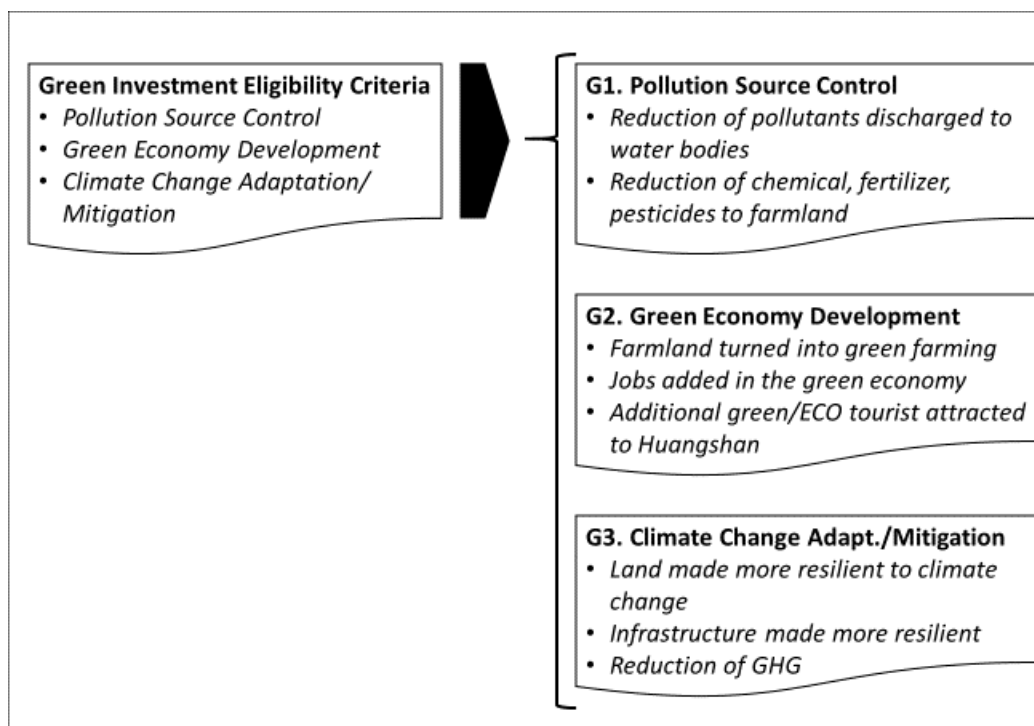 Green Investment Eligibility Criteria
• Pollution Source Control
• Green Economy Development
• Climate Change Adaptation/
Mitigation
G1. Pollution Source Control
• Reduction of pollutants discharged to
water bodies
• Reduction of chemical, fertilizer,
pesticides to farmland
G2. Green Economy Development
• Farmland turned into green farming
• Jobs added in the green economy
• Additional green/ECO tourist attracted
to Huangshan
G3. Climate Change Adapt./Mitigation
• Land made more resilient to climate
change
• Infrastructure made more resilient
• Reduction of GHG